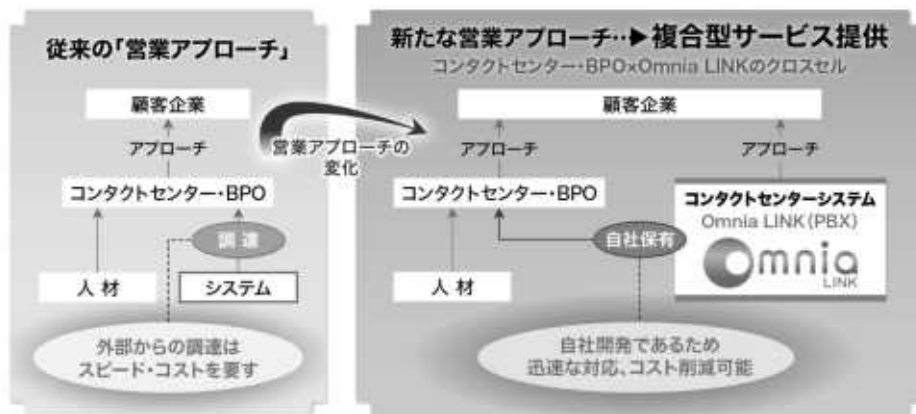 従来の「営業アプローチ」
顧客企業
アプローチ
コンタクトセンター・BPO
調達
人材
システム
外部からの調達は
スピード・コストを要す
営業アプローチの
変化
新たな営業アプローチ‥▶複合型サービス提供
コンタクトセンター・BPO×Omnia LINKのクロスセル
顧客企業
アプローチ
アプローチ
コンタクトセンター・BPO
コンタクトセンターシステム
Omnia LINK(PBX)
Omnia
LINK
自社保有
人材
自社開発であるため
迅速な対応、コスト削減可能